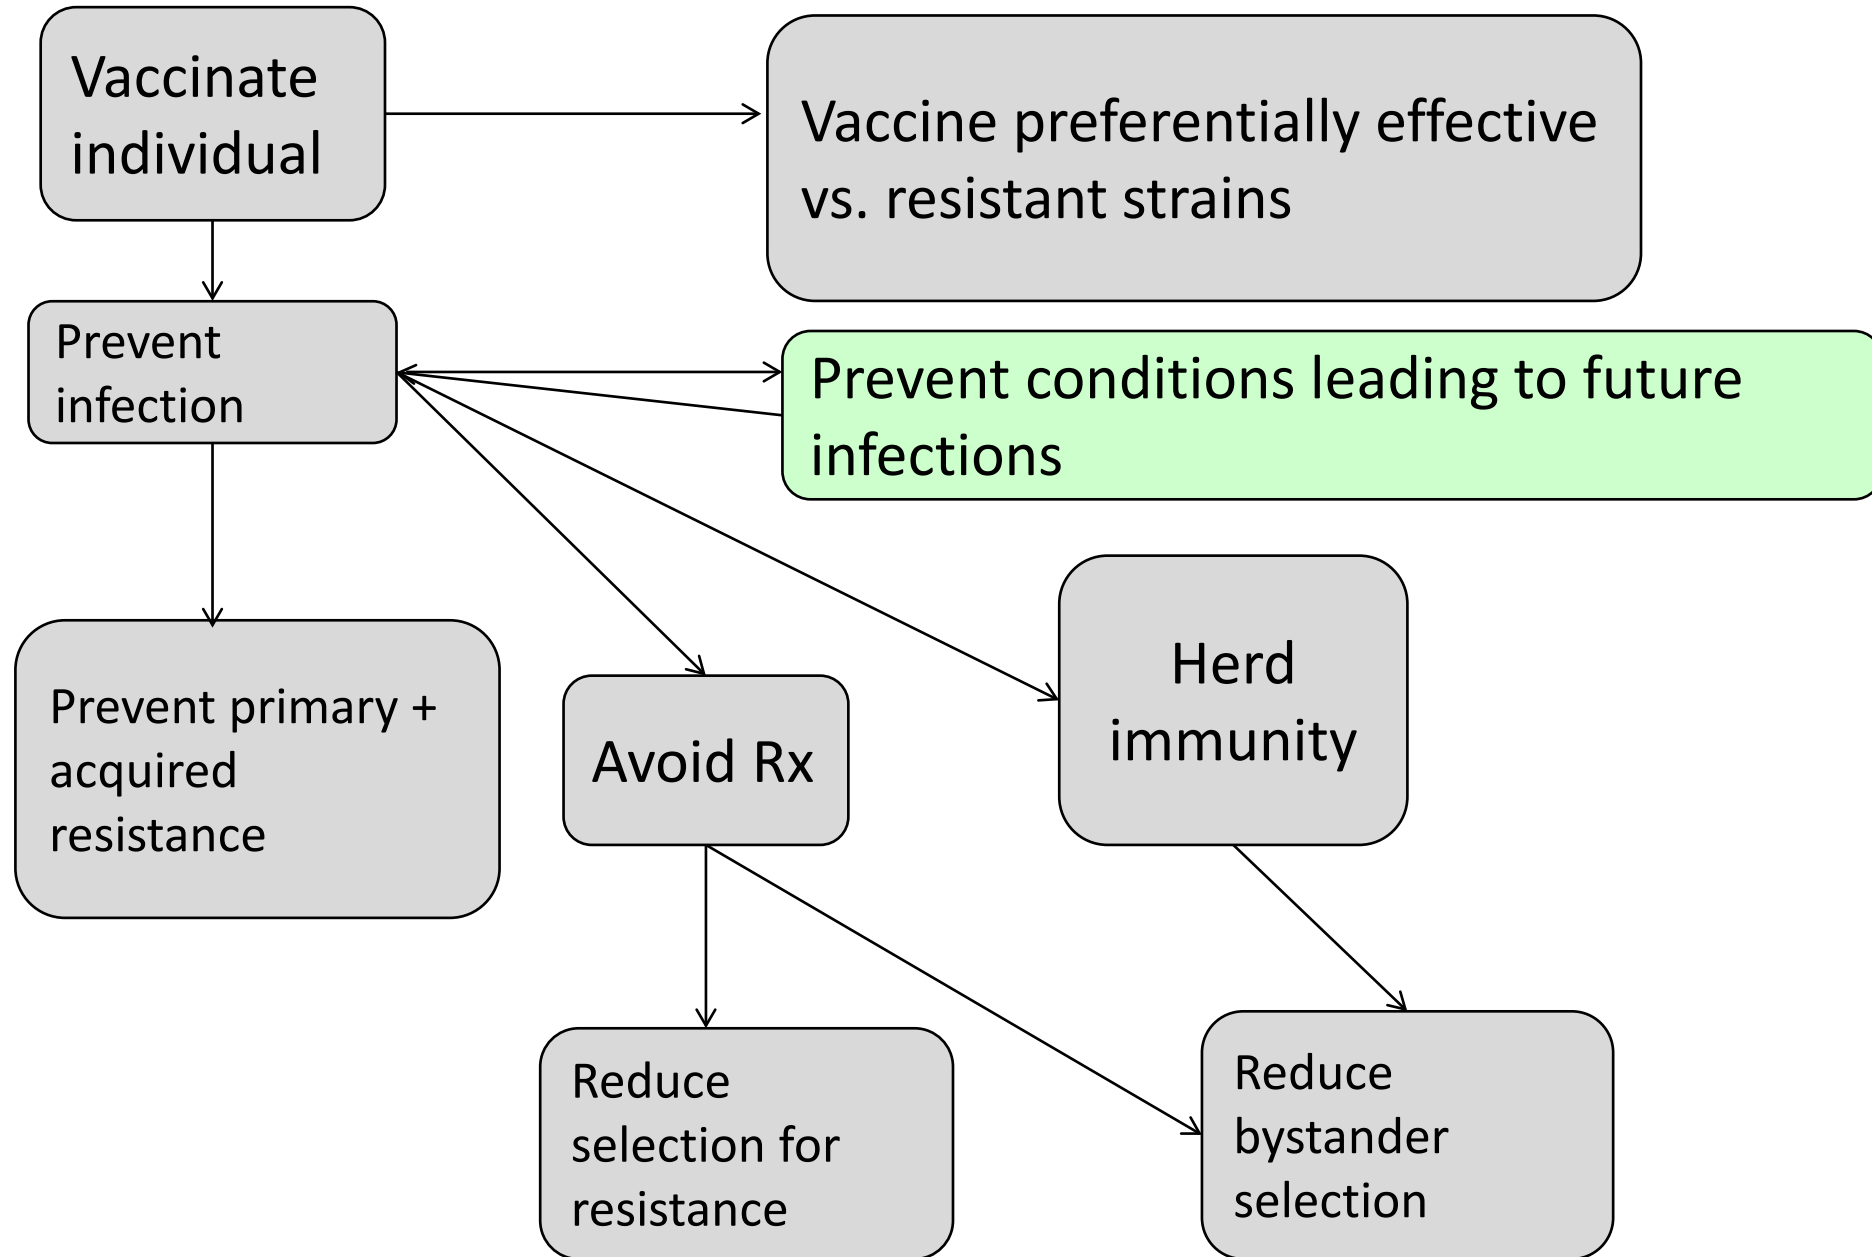 Vaccinate
individual
Vaccine preferentially effective
vs. resistant strains
Prevent
infection
Prevent conditions leading to future
infections
Prevent primary +
acquired
resistance
Avoid Rx
Herd
immunity
Reduce
selection for
resistance
Reduce
bystander
selection